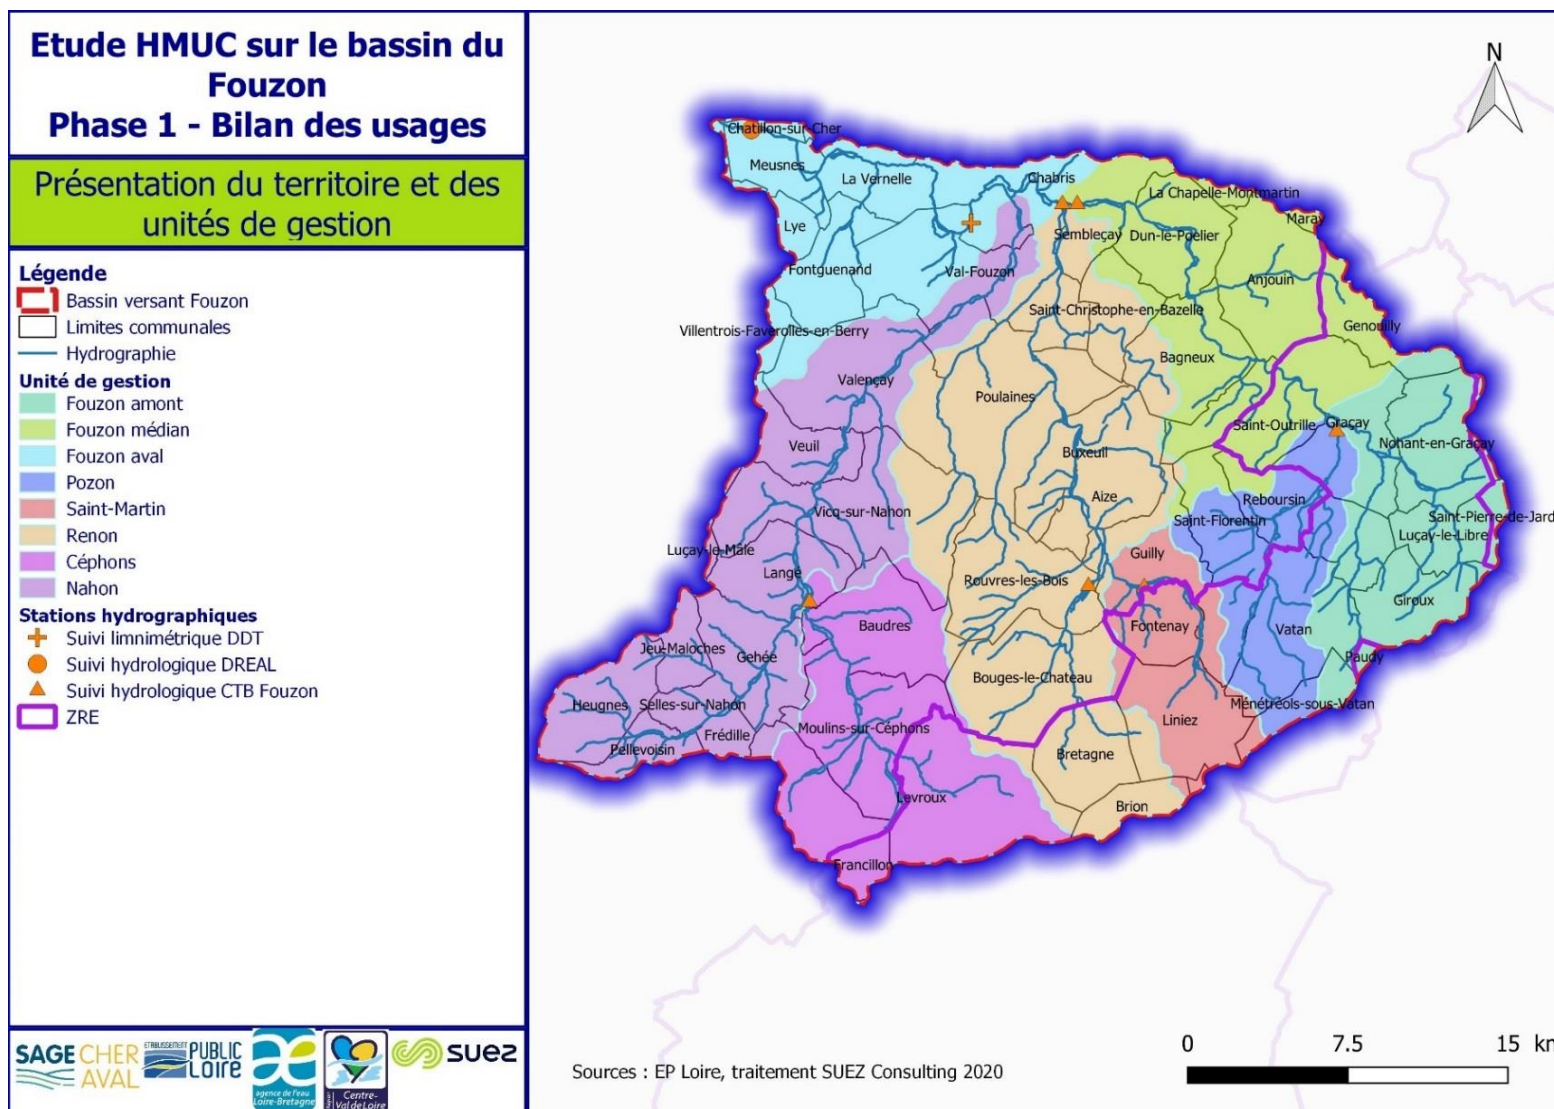 Etude HMUC sur le bassin du
Fouzon
Phase 1 - Bilan des usages
Présentation du territoire et des
unités de gestion
Légende
Bassin versant Fouzon
Limites communales
Hydrographie
Unité de gestion
Fouzon amont
Fouzon médian
Fouzon aval
Pozon
Saint-Martin
Renon
Céphons
Nahon
Stations hydrographiques
Suivi limnimétrique DDT
Suivi hydrologique DREAL
Suivi hydrologique CTB Fouzon
ZRE
SAGE CHER
AVAL
ETABLISSEMENT PUBLIC
LOIRE
ae
agence de l'eau
Loire-Bretagne
Centre-
Val de Loire
suez
N
Chatillon-sur-Cher
Meusnes
La Vernelle
Chabris
La Chapelle-Montmartin
Maray
Lye
Sembleçay
Dun-le-Poelier
Fontguenand
Val-Fouzon
Anjouin
Saint-Christophe-en-Bazelle
Genouilly
Villentrois-Faverolles-en-Berry
Bagneux
Valençay
Poulaines
Saint-Outrille
Graçay
Nohant-en-Graçay
Veuil
Buxeuil
Aize
Reboursin
Vicq-sur-Nahon
Saint-Florentin
Saint-Pierre-de-Jard
Luçay-le-Libre
Luçay-le-Mâle
Guilly
Langé
Rouvres-les-Bois
Giroux
Baudres
Fontenay
Vatan
Jeu-Maloches
Gehée
Paudy
Bouges-le-Chateau
Heugnes
Selles-sur-Nahon
Ménétréols-sous-Vatan
Moulins-sur-Céphons
Liniez
Frédille
Pellevoisin
Bretagne
Levroux
Brion
Francillon
0 7.5 15 km
Sources : EP Loire, traitement SUEZ Consulting 2020